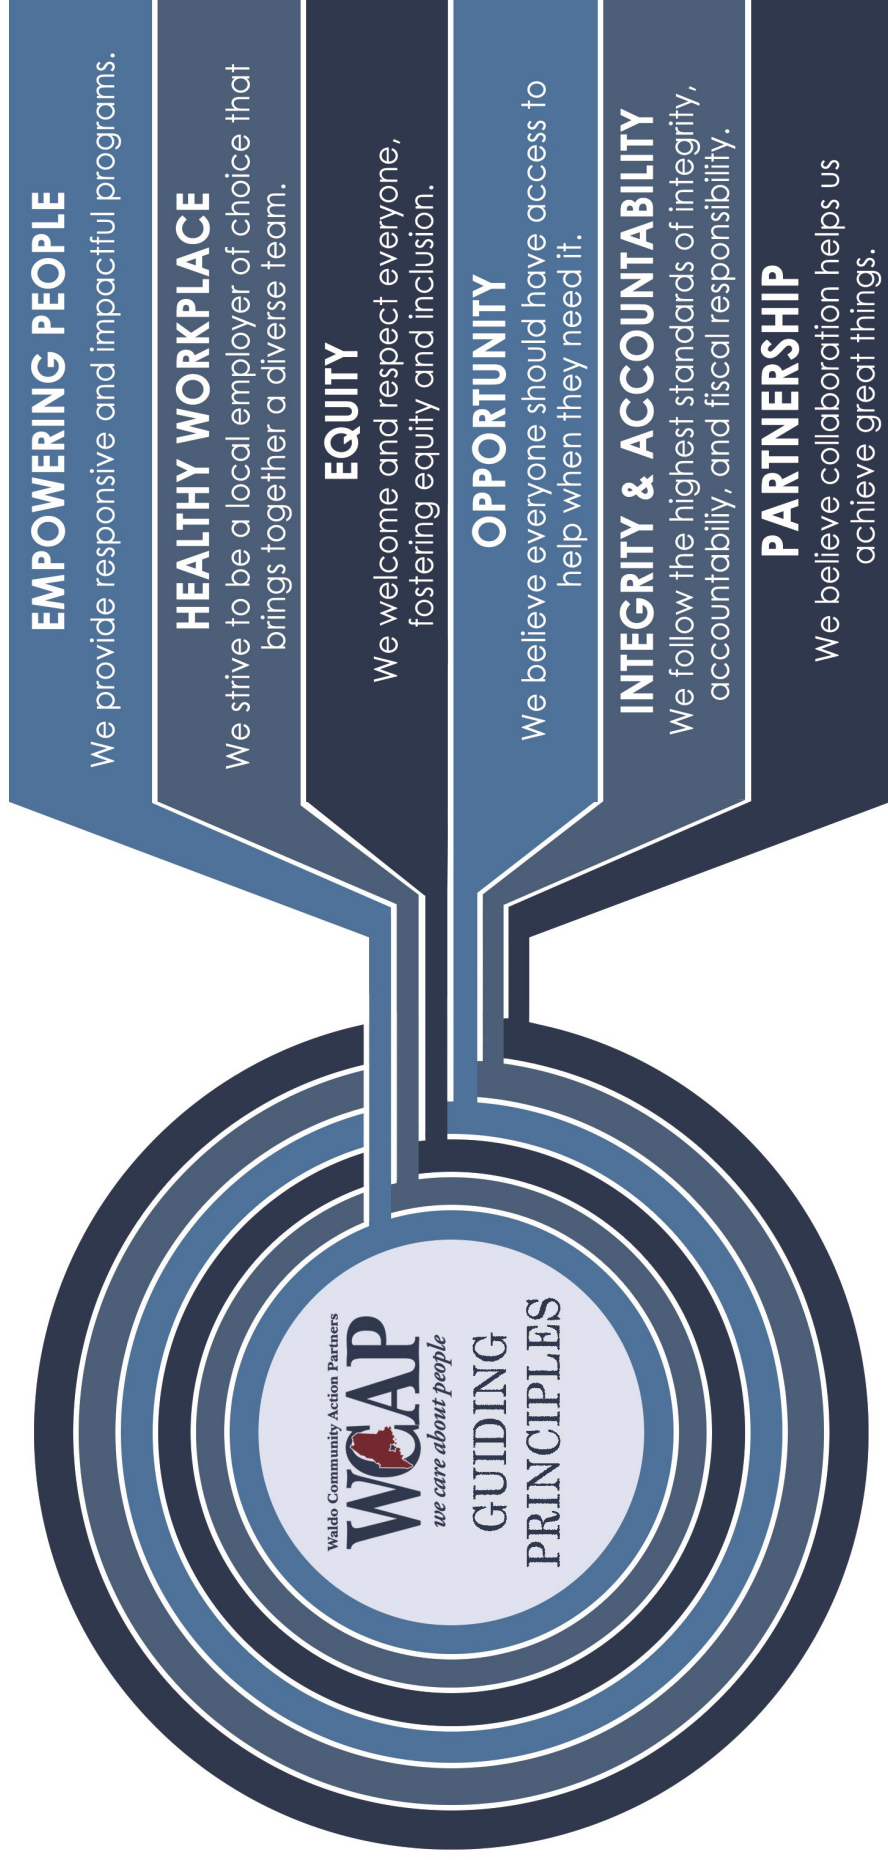 Waldo Community Action Partners
WCAP
we care about people
GUIDING
PRINCIPLES
EMPOWERING PEOPLE
We provide responsive and impactful programs.
HEALTHY WORKPLACE
We strive to be a local employer of choice that
brings together a diverse team.
EQUITY
We welcome and respect everyone,
fostering equity and inclusion.
OPPORTUNITY
We believe everyone should have access to
help when they need it.
INTEGRITY & ACCOUNTABILITY
We follow the highest standards of integrity,
accountabiliy, and fiscal responsibility.
PARTNERSHIP
We believe collaboration helps us
achieve great things.